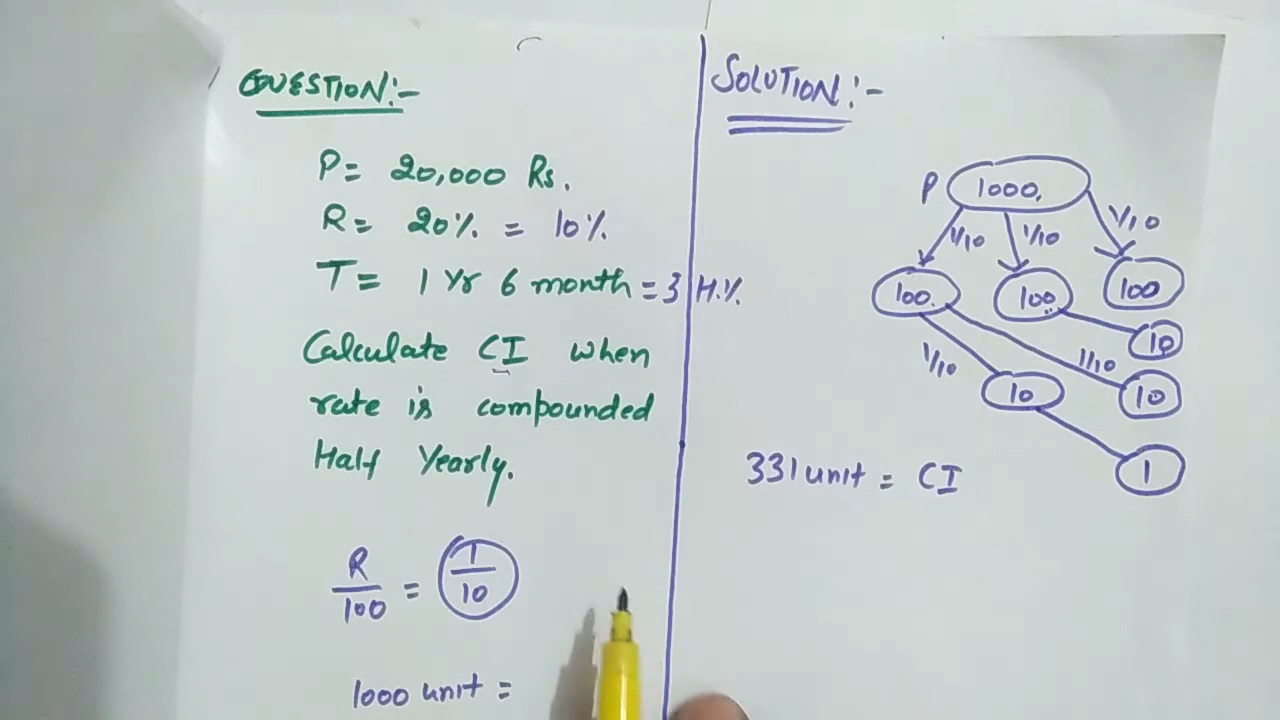 QUESTION:-
P= 20,000 Rs.
R= 20% = 10%
T= 1 Yr 6 month = 3 H.Y.
Calculate CI when
rate is compounded
Half Yearly.
R/100 = 1/10
1000 unit =
SOLUTION:-
P 1000.
1/10 1/10 1/10
100. 100 100
10
1/10 1/10
10 10
1
331 unit = CI